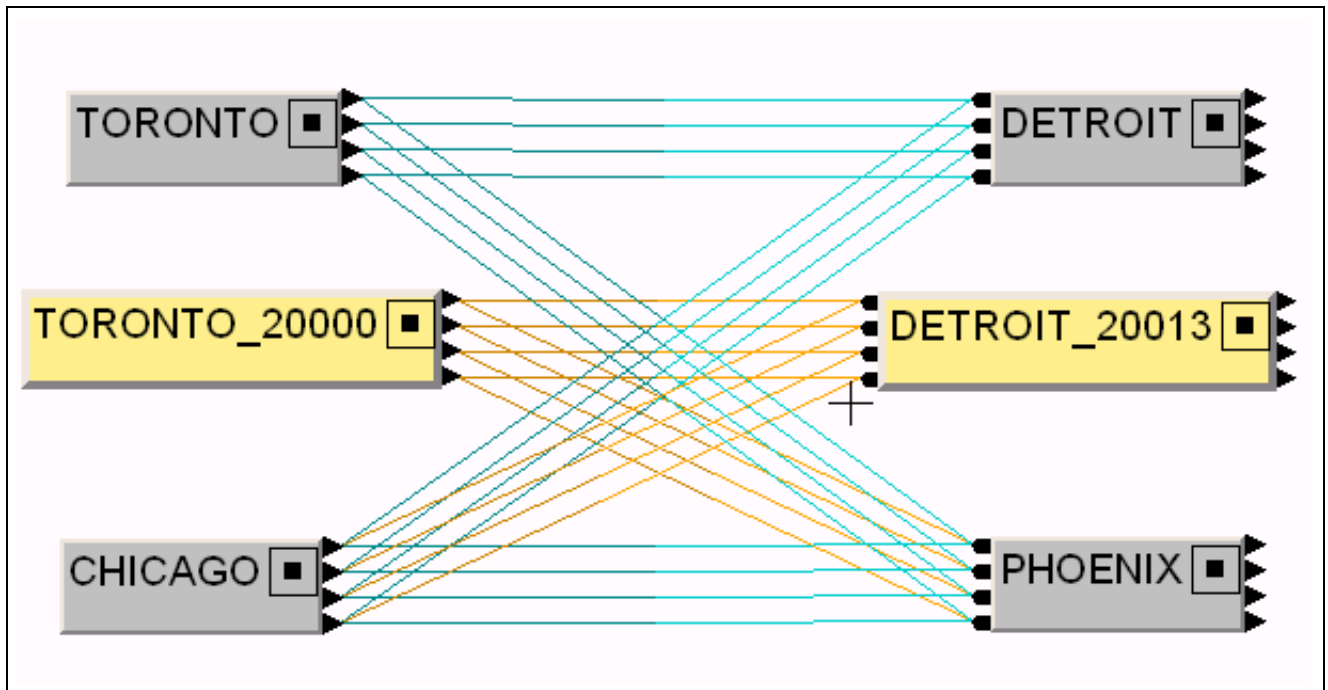 TORONTO
DETROIT
TORONTO_20000
DETROIT_20013
CHICAGO
PHOENIX